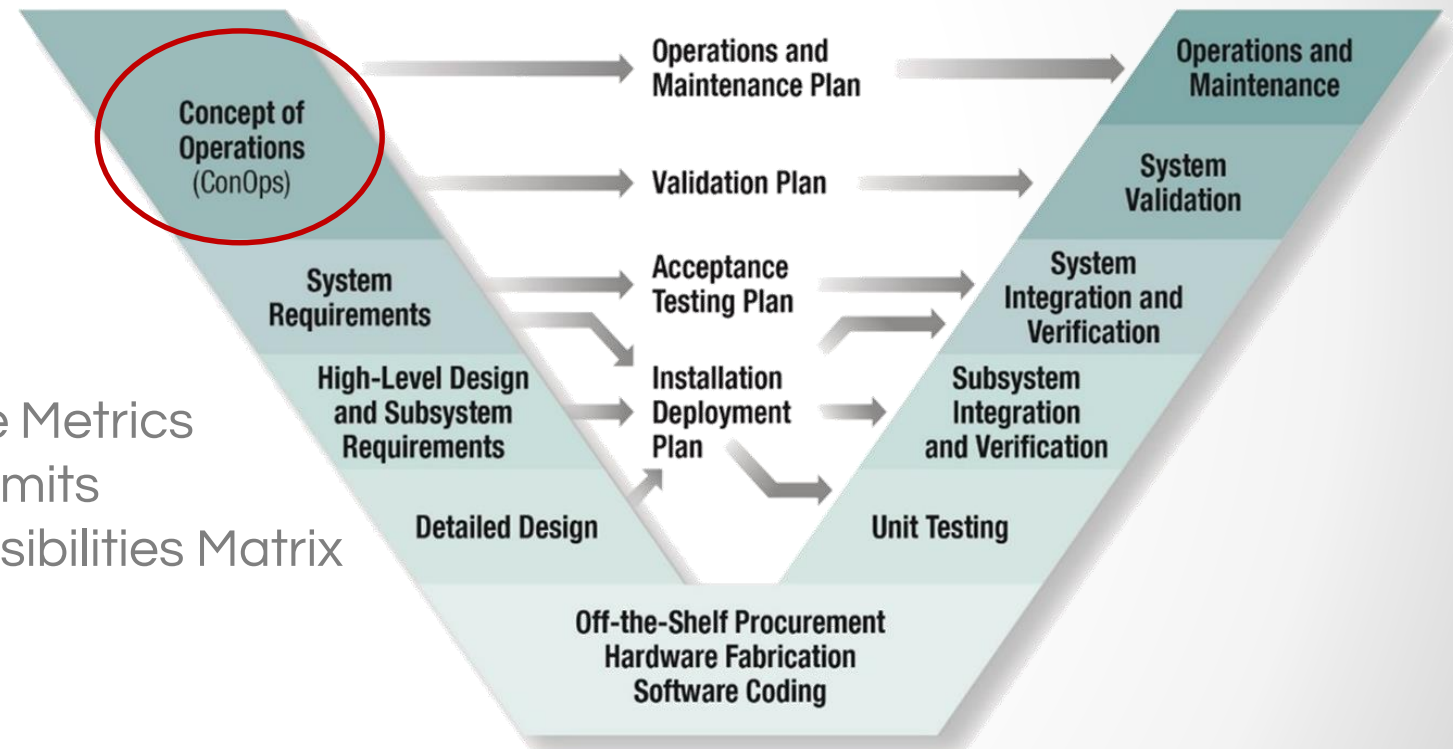 Concept of
Operations
(ConOps)
Operations and
Maintenance Plan
Operations and
Maintenance
Validation Plan
System
Validation
System
Requirements
Acceptance
Testing Plan
System
Integration and
Verification
High-Level Design
and Subsystem
Requirements
Installation
Deployment
Plan
Subsystem
Integration
and Verification
Metrics
Matrix
Detailed Design
Unit Testing
Off-the-Shelf Procurement
Hardware Fabrication
Software Coding